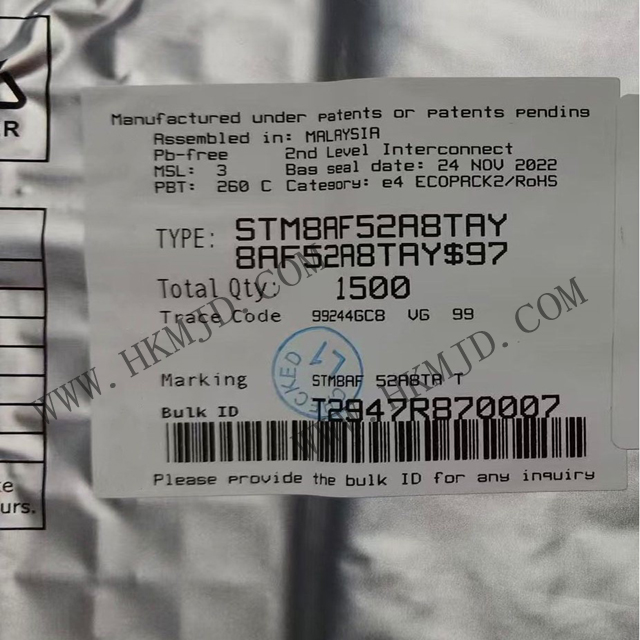 R
Manufactured under patents or patents pending
Assembled in: MALAYSIA
Pb-free 2nd Level Interconnect
MSL: 3 Bag seal date: 24 NOV 2022
PBT: 260 C Category: e4 ECOPACK2/RoHS
TYPE: STM8AF52A8TAY
8AF52A8TAY$97
Total Qty: 1500
Trace Code 99244GC8 VG 99
WWW.HKMJD.COM
WWW.HKMJD.COM
CHECKED L1
Marking STM8AF 52A8TA T
Bulk ID T2947R870007
Please provide the bulk ID for any inquiry
urs.